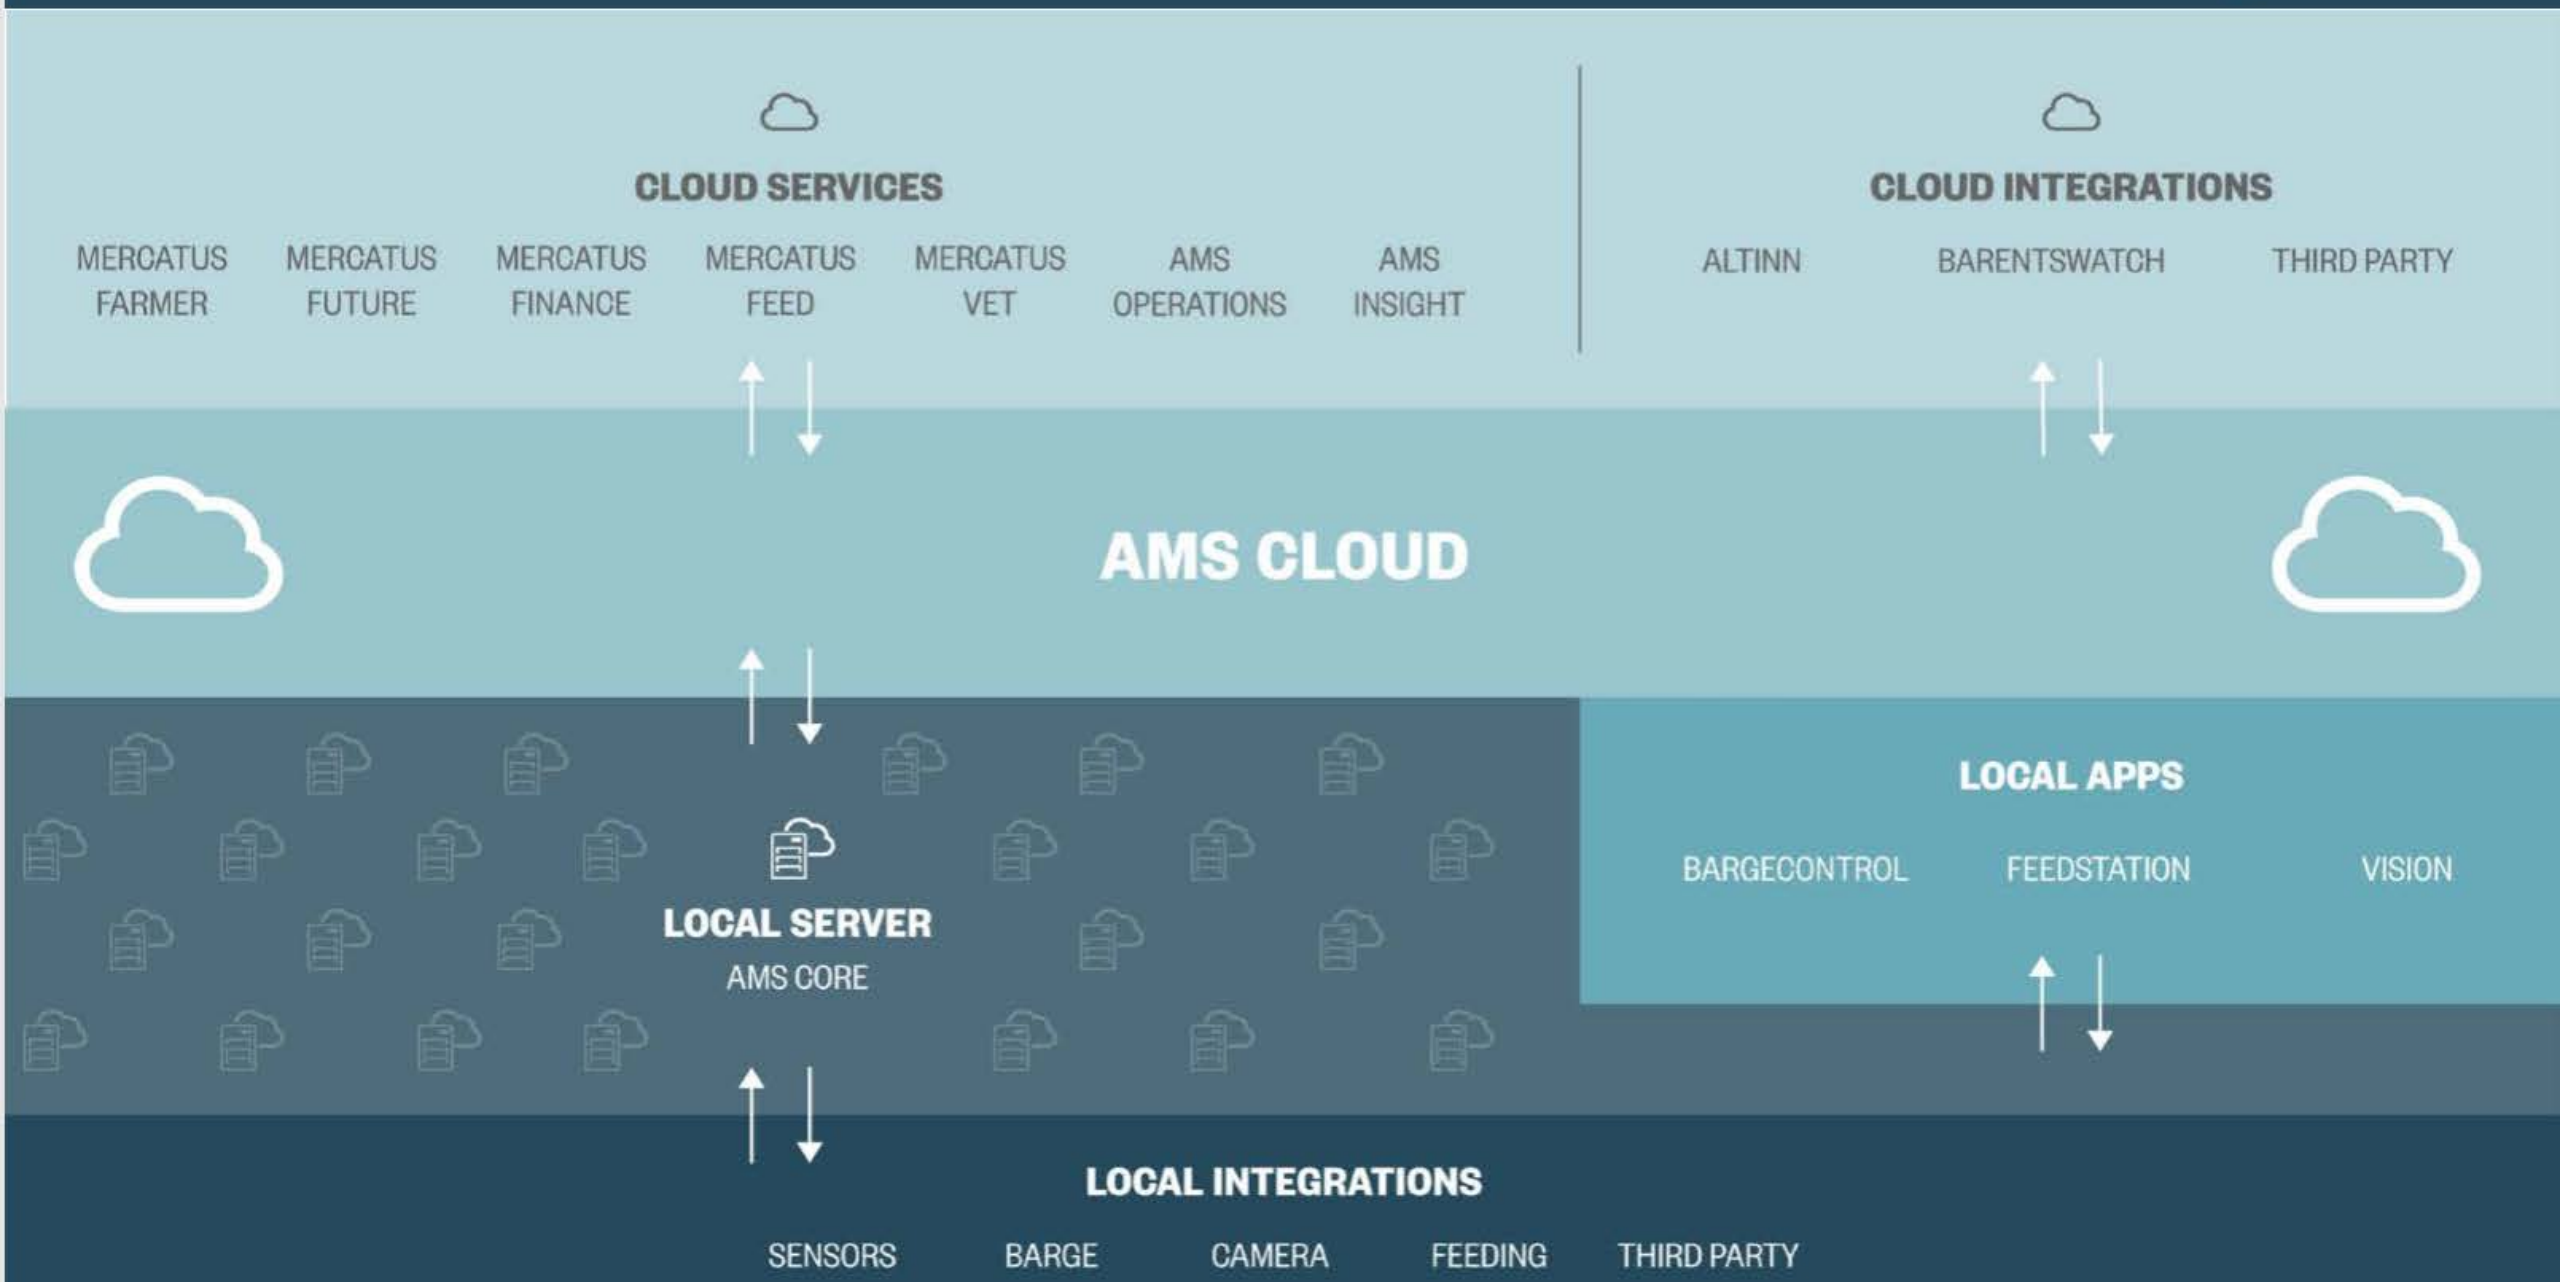 CLOUD SERVICES
MERCATUS FARMER
MERCATUS FUTURE
MERCATUS FINANCE
MERCATUS FEED
MERCATUS VET
AMS OPERATIONS
AMS INSIGHT
CLOUD INTEGRATIONS
ALTINN
BARENTSWATCH
THIRD PARTY
AMS CLOUD
LOCAL SERVER
AMS CORE
LOCAL APPS
BARGECONTROL
FEEDSTATION
VISION
LOCAL INTEGRATIONS
SENSORS
BARGE
CAMERA
FEEDING
THIRD PARTY